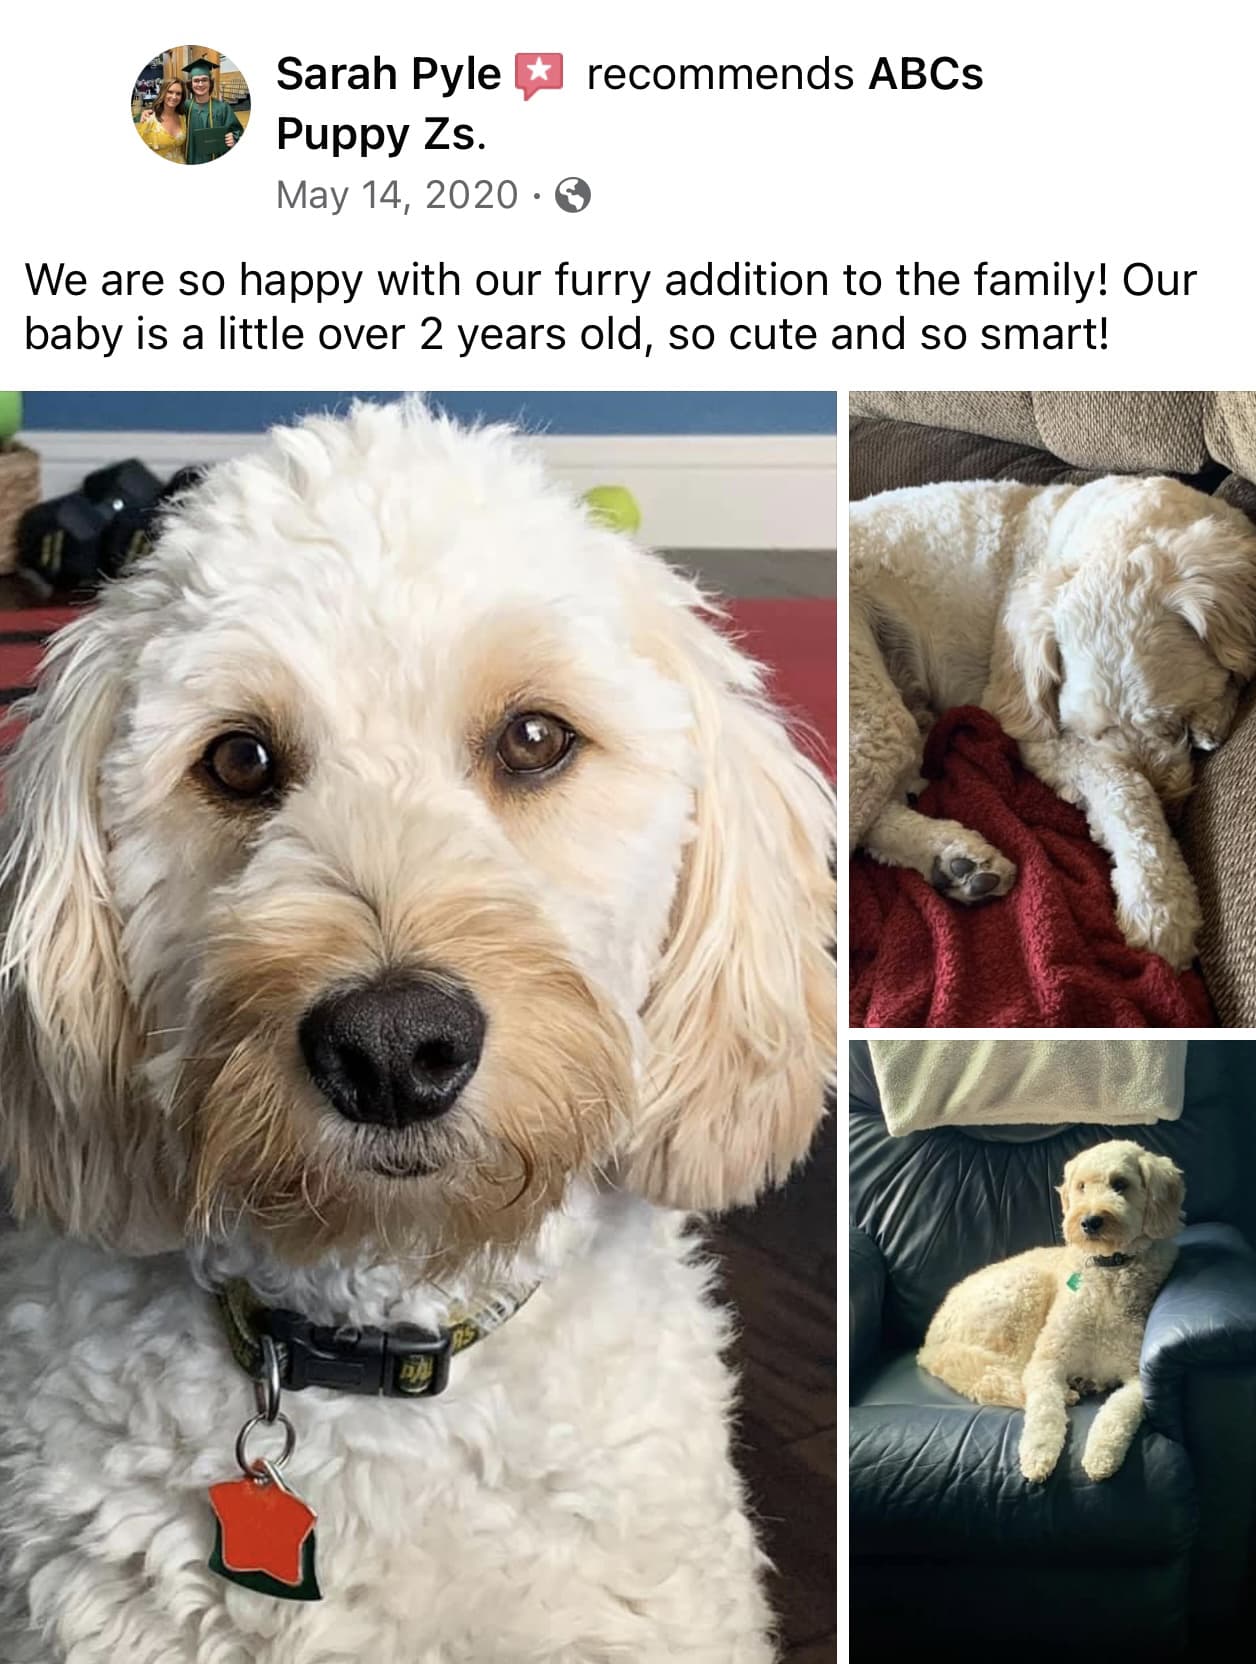 Sarah Pyle recommends ABCs
Puppy Zs.
May 14, 2020 ·
We are so happy with our furry addition to the family! Our
baby is a little over 2 years old, so cute and so smart!